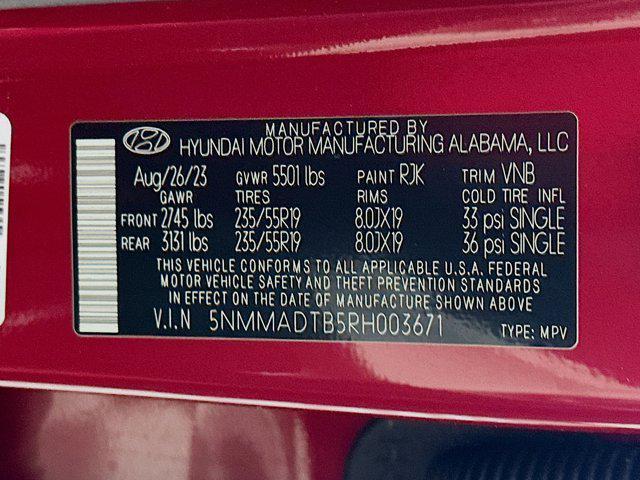 MANUFACTURED BY
HYUNDAI MOTOR MANUFACTURING ALABAMA, LLC
Aug/26/23 GVWR 5501 lbs PAINT RJK TRIM VNB
GAWR TIRES RIMS COLD TIRE INFL
FRONT 2745 lbs 235/55R19 8.0JX19 33 psi SINGLE
REAR 3131 lbs 235/55R19 8.0JX19 36 psi SINGLE
THIS VEHICLE CONFORMS TO ALL APPLICABLE U.S.A. FEDERAL
MOTOR VEHICLE SAFETY AND THEFT PREVENTION STANDARDS
IN EFFECT ON THE DATE OF MANUFACTURE SHOWN ABOVE.
V.I.N 5NMMADTB5RH003671 TYPE: MPV